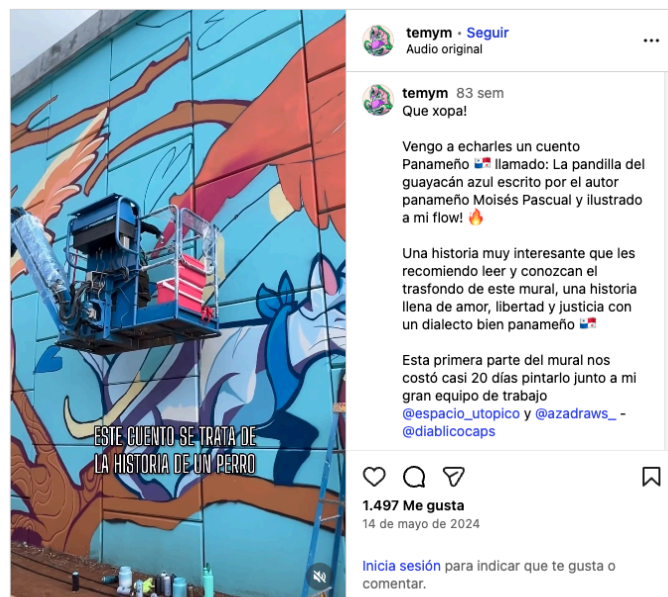 temym • Seguir
Audio original
temym 83 sem
Que xopa!
Vengo a echarles un cuento
Panameño 🇵🇦 llamado: La pandilla del
guayacán azul escrito por el autor
panameño Moisés Pascual y ilustrado
a mi flow! 🔥
Una historia muy interesante que les
recomiendo leer y conozcan el
trasfondo de este mural, una historia
llena de amor, libertad y justicia con
un dialecto bien panameño 🇵🇦
Esta primera parte del mural nos
costó casi 20 días pintarlo junto a mi
gran equipo de trabajo
@espacio_utopico y @azadraws_ -
@diablicocaps
ESTE CUENTO SE TRATA DE
LA HISTORIA DE UN PERRO
1.497 Me gusta
14 de mayo de 2024
Inicia sesión para indicar que te gusta o
comentar.